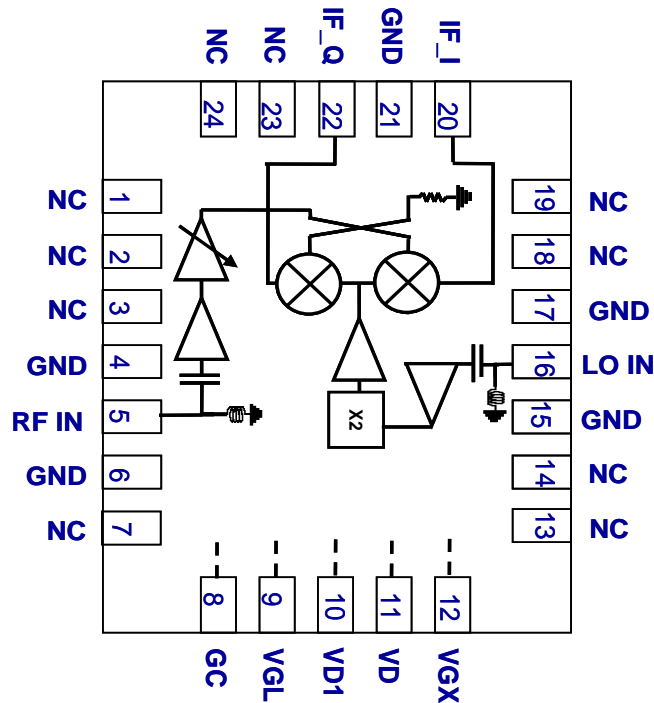 NC
NC
IF_Q
GND
IF_I
24
23
22
21
20
NC 1
NC 2
NC 3
GND 4
RF IN 5
GND 6
NC 7
19 NC
18 NC
17 GND
16 LO IN
15 GND
14 NC
13 NC
X2
8
9
10
11
12
GC
VGL
VD1
VD
VGX